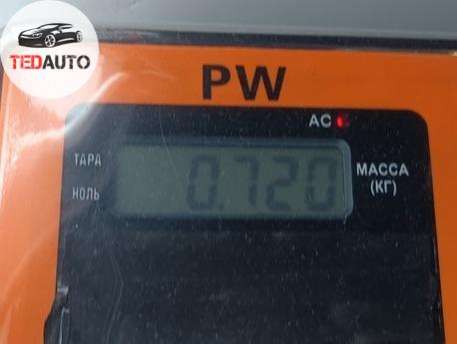 TEDAUTO
PW
AC
ТАРА
НОЛЬ
0.720
МАССА
(КГ)